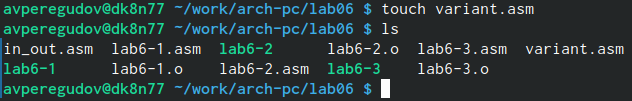 avperegudov@dk8n77 ~/work/arch-pc/lab06 $ touch variant.asm
avperegudov@dk8n77 ~/work/arch-pc/lab06 $ ls
in_out.asm  lab6-1.asm  lab6-2      lab6-2.o    lab6-3.asm  variant.asm
lab6-1      lab6-1.o    lab6-2.asm  lab6-3      lab6-3.o
avperegudov@dk8n77 ~/work/arch-pc/lab06 $